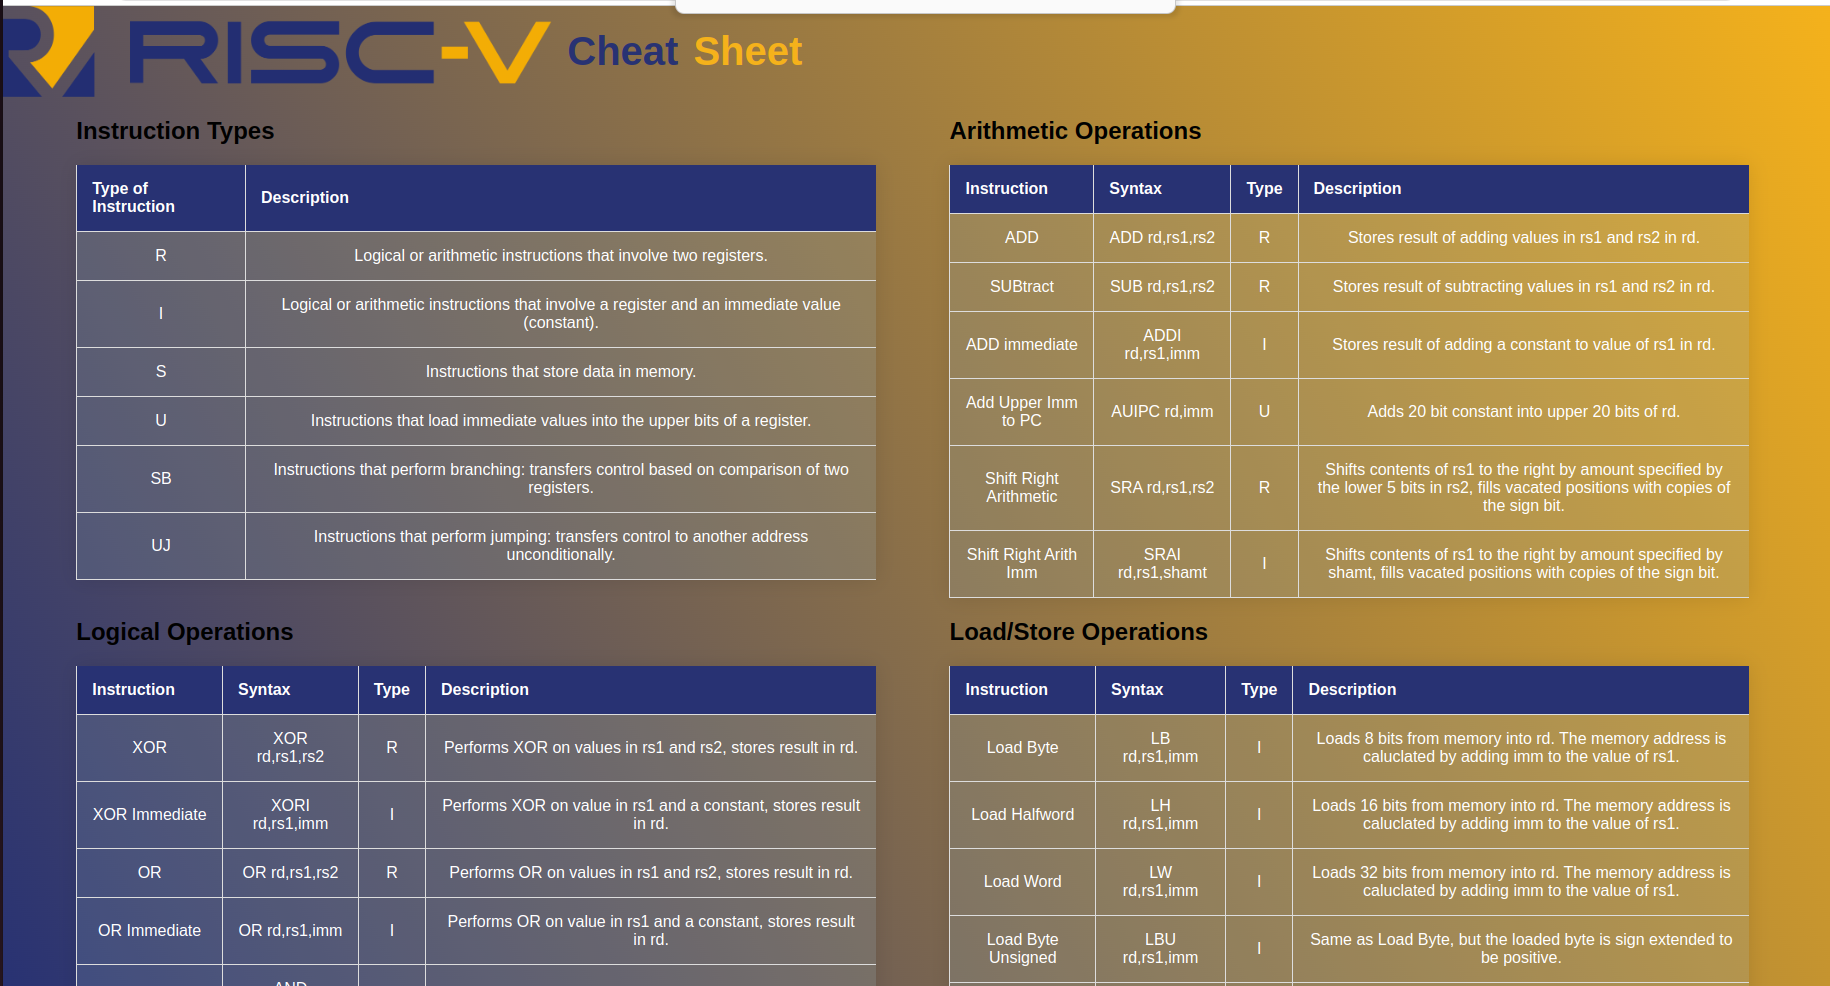 RISC-V Cheat Sheet
Instruction Types
Type of
Instruction
Description
R
Logical or arithmetic instructions that involve two registers.
I
Logical or arithmetic instructions that involve a register and an immediate value
(constant).
S
Instructions that store data in memory.
U
Instructions that load immediate values into the upper bits of a register.
SB
Instructions that perform branching: transfers control based on comparison of two
registers.
UJ
Instructions that perform jumping: transfers control to another address
unconditionally.
Arithmetic Operations
Instruction
Syntax
Type
Description
ADD
ADD rd,rs1,rs2
R
Stores result of adding values in rs1 and rs2 in rd.
SUBtract
SUB rd,rs1,rs2
R
Stores result of subtracting values in rs1 and rs2 in rd.
ADD immediate
ADDI
rd,rs1,imm
I
Stores result of adding a constant to value of rs1 in rd.
Add Upper Imm
to PC
AUIPC rd,imm
U
Adds 20 bit constant into upper 20 bits of rd.
Shift Right
Arithmetic
SRA rd,rs1,rs2
R
Shifts contents of rs1 to the right by amount specified by
the lower 5 bits in rs2, fills vacated positions with copies of
the sign bit.
Shift Right Arith
Imm
SRAI
rd,rs1,shamt
I
Shifts contents of rs1 to the right by amount specified by
shamt, fills vacated positions with copies of the sign bit.
Logical Operations
Instruction
Syntax
Type
Description
XOR
XOR
rd,rs1,rs2
R
Performs XOR on values in rs1 and rs2, stores result in rd.
XOR Immediate
XORI
rd,rs1,imm
I
Performs XOR on value in rs1 and a constant, stores result
in rd.
OR
OR rd,rs1,rs2
R
Performs OR on values in rs1 and rs2, stores result in rd.
OR Immediate
OR rd,rs1,imm
I
Performs OR on value in rs1 and a constant, stores result
in rd.
AND
Load/Store Operations
Instruction
Syntax
Type
Description
Load Byte
LB
rd,rs1,imm
I
Loads 8 bits from memory into rd. The memory address is
caluclated by adding imm to the value of rs1.
Load Halfword
LH
rd,rs1,imm
I
Loads 16 bits from memory into rd. The memory address is
caluclated by adding imm to the value of rs1.
Load Word
LW
rd,rs1,imm
I
Loads 32 bits from memory into rd. The memory address is
caluclated by adding imm to the value of rs1.
Load Byte
Unsigned
LBU
rd,rs1,imm
I
Same as Load Byte, but the loaded byte is sign extended to
be positive.